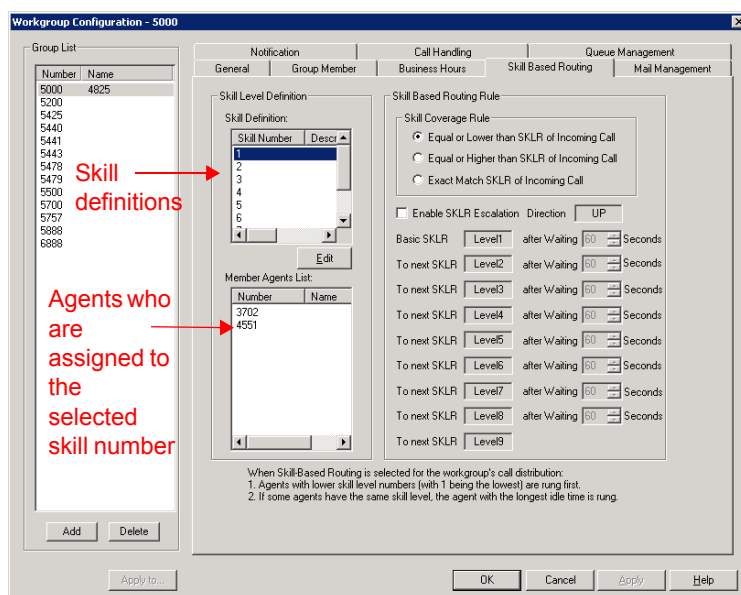 Workgroup Configuration - 5000
Group List
Number Name
5000 4825
5200
5425
5440
5441
5443
5478
5479
5500
5700
5757
5888
6888
Add Delete
Apply to...
Notification Call Handling Queue Management
General Group Member Business Hours Skill Based Routing Mail Management
Skill Level Definition
Skill Definition:
Skill Number Descr
1
2
3
4
5
6
Edit
Member Agents List:
Number Name
3702
4551
Skill
definitions
Agents who
are
assigned to
the
selected
skill number
Skill Based Routing Rule
Skill Coverage Rule
Equal or Lower than SKLR of Incoming Call
Equal or Higher than SKLR of Incoming Call
Exact Match SKLR of Incoming Call
Enable SKLR Escalation Direction UP
Basic SKLR Level1 after Waiting 60 Seconds
To next SKLR Level2 after Waiting 60 Seconds
To next SKLR Level3 after Waiting 60 Seconds
To next SKLR Level4 after Waiting 60 Seconds
To next SKLR Level5 after Waiting 60 Seconds
To next SKLR Level6 after Waiting 60 Seconds
To next SKLR Level7 after Waiting 60 Seconds
To next SKLR Level8 after Waiting 60 Seconds
To next SKLR Level9
When Skill-Based Routing is selected for the workgroup's call distribution:
1. Agents with lower skill level numbers (with 1 being the lowest) are rung first.
2. If some agents have the same skill level, the agent with the longest idle time is rung.
OK Cancel Apply Help